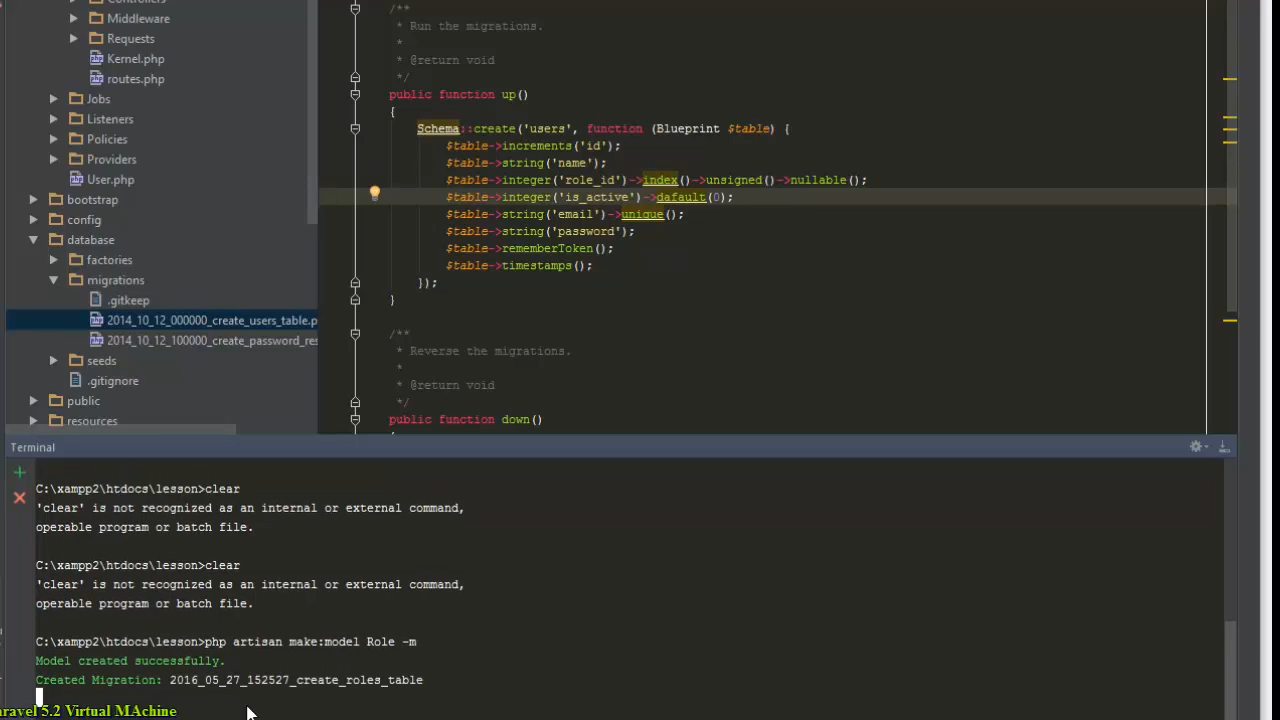 Controllers
Middleware
Requests
Kernel.php
routes.php
Jobs
Listeners
Policies
Providers
User.php
bootstrap
config
database
factories
migrations
.gitkeep
2014_10_12_000000_create_users_table.p
2014_10_12_100000_create_password_res
seeds
.gitignore
public
resources
/**
* Run the migrations.
*
* @return void
*/
public function up()
{
Schema::create('users', function (Blueprint $table) {
$table->increments('id');
$table->string('name');
$table->integer('role_id')->index()->unsigned()->nullable();
$table->integer('is_active')->dafault(0);
$table->string('email')->unique();
$table->string('password');
$table->rememberToken();
$table->timestamps();
});
}
/**
* Reverse the migrations.
*
* @return void
*/
public function down()
Terminal
C:\xampp2\htdocs\lesson>clear
'clear' is not recognized as an internal or external command,
operable program or batch file.
C:\xampp2\htdocs\lesson>clear
'clear' is not recognized as an internal or external command,
operable program or batch file.
C:\xampp2\htdocs\lesson>php artisan make:model Role -m
Model created successfully.
Created Migration: 2016_05_27_152527_create_roles_table
aravel 5.2 Virtual MAchine